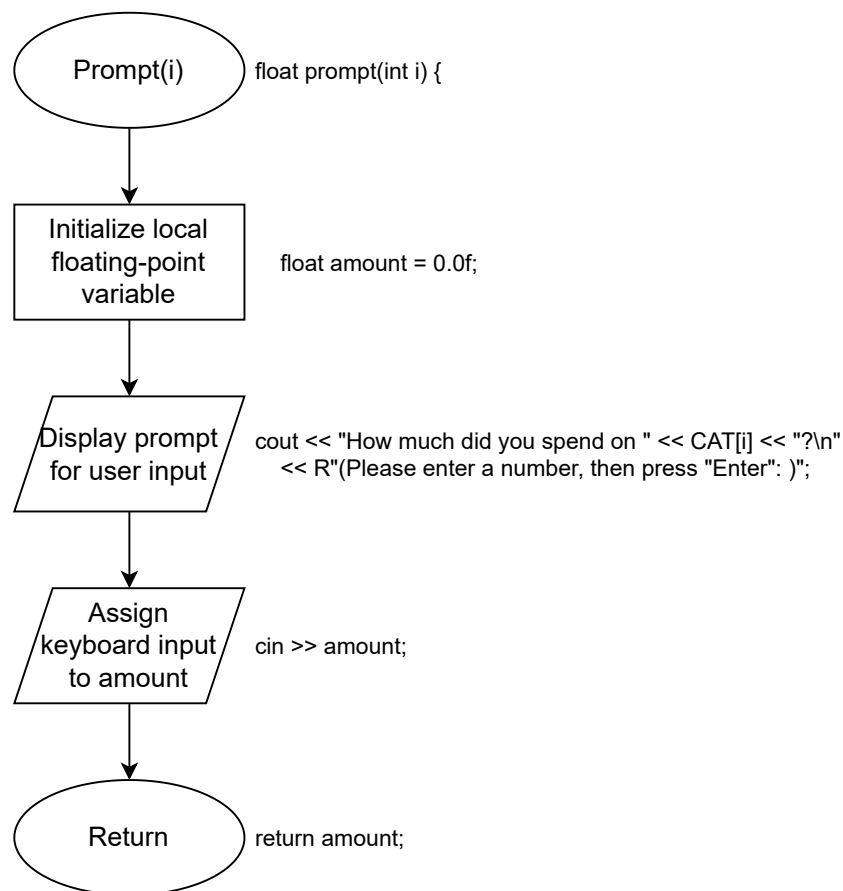 Prompt(i)
float prompt(int i) {
Initialize local
floating-point
variable
float amount = 0.0f;
Display prompt
for user input
cout << "How much did you spend on " << CAT[i] << "?\n"
<< R"(Please enter a number, then press "Enter": )";
Assign
keyboard input
to amount
cin >> amount;
Return
return amount;